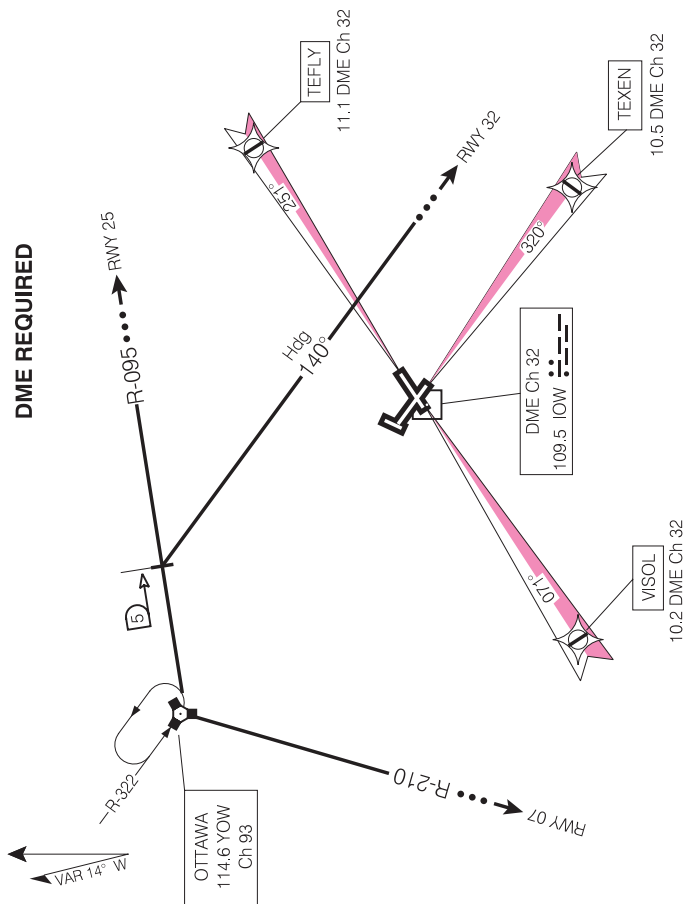 DME REQUIRED
TEFLY
11.1 DME Ch 32
R-095
RWY 25
251°
RWY 32
Hdg
140°
TEXEN
10.5 DME Ch 32
320°
DME Ch 32
109.5 IOW
5
071°
VISOL
10.2 DME Ch 32
R-322
OTTAWA
114.6 YOW
Ch 93
R-210
RWY 07
VAR 14° W